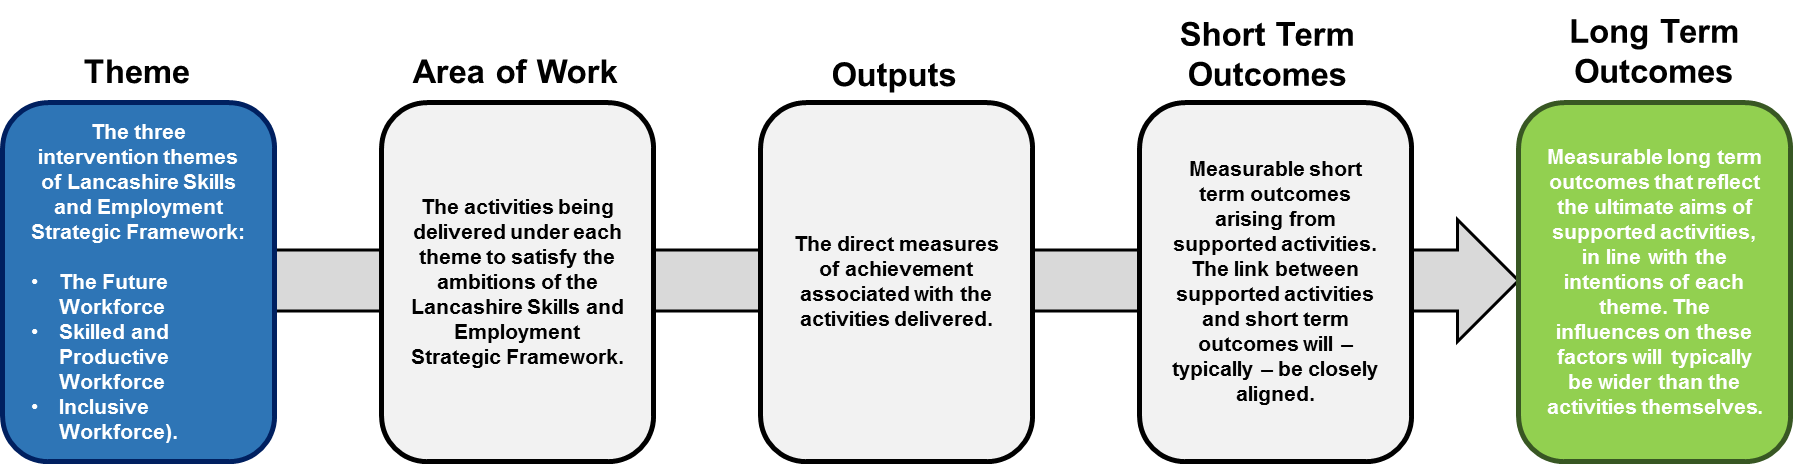 Theme
The three
intervention themes
of Lancashire Skills
and Employment
Strategic Framework:
• The Future
Workforce
• Skilled and
Productive
Workforce
• Inclusive
Workforce).
Area of Work
The activities being
delivered under each
theme to satisfy the
ambitions of the
Lancashire Skills and
Employment
Strategic Framework.
Outputs
The direct measures
of achievement
associated with the
activities delivered.
Short Term
Outcomes
Measurable short
term outcomes
arising from
supported activities.
The link between
supported activities
and short term
outcomes will –
typically – be closely
aligned.
Long Term
Outcomes
Measurable long term
outcomes that reflect
the ultimate aims of
supported activities,
in line with the
intentions of each
theme. The
influences on these
factors will typically
be wider than the
activities themselves.